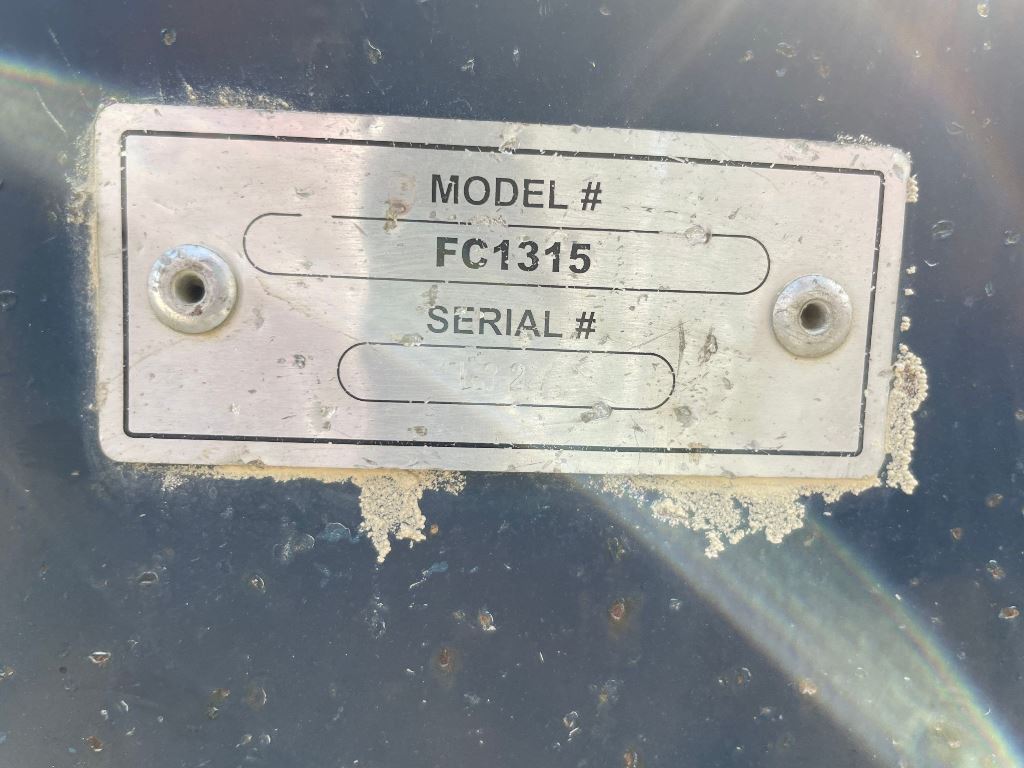 MODEL #
FC1315
SERIAL #